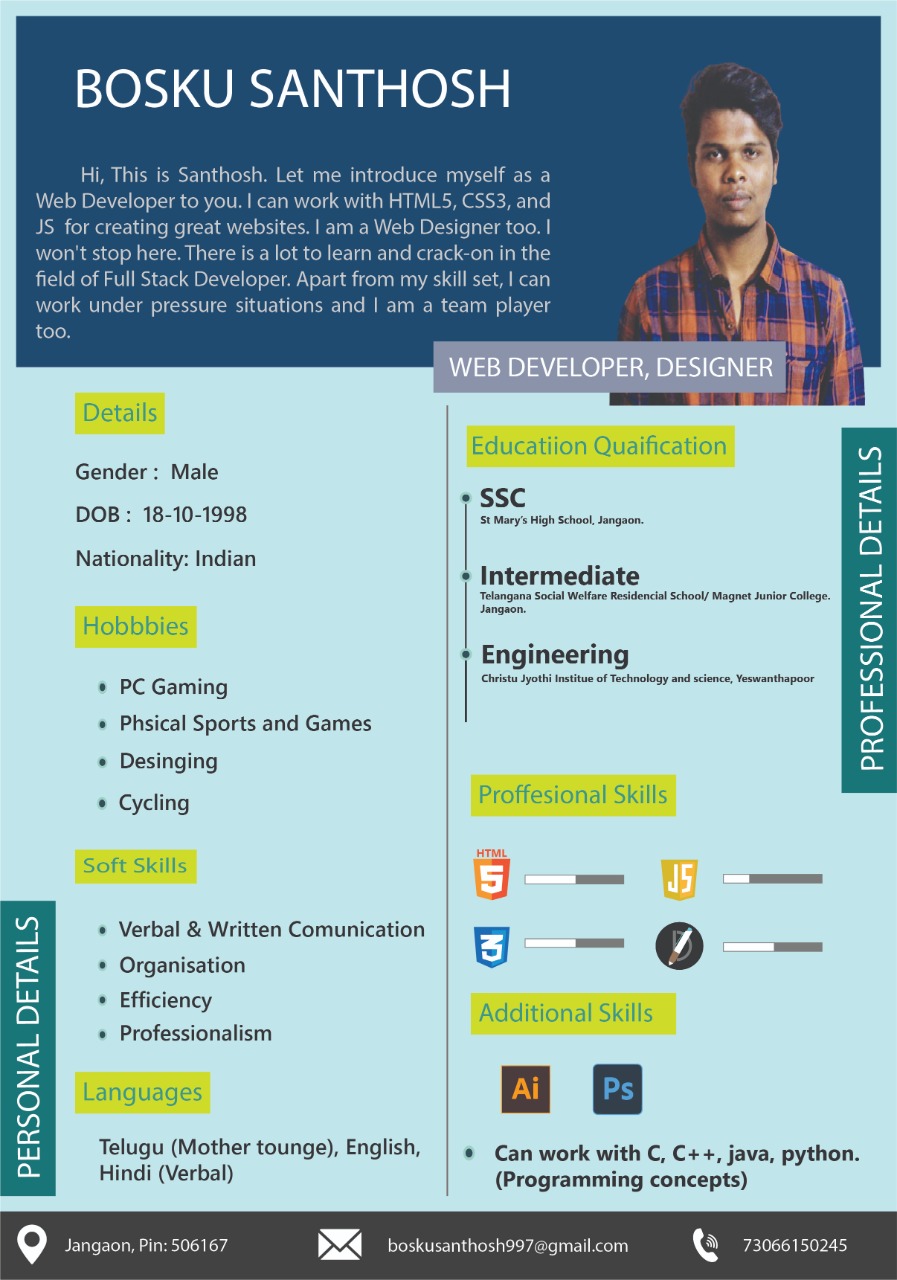 BOSKU SANTHOSH
Hi, This is Santhosh. Let me introduce myself as a
Web Developer to you. I can work with HTML5, CSS3, and
JS for creating great websites. I am a Web Designer too. I
won't stop here. There is a lot to learn and crack-on in the
field of Full Stack Developer. Apart from my skill set, I can
work under pressure situations and I am a team player
too.
WEB DEVELOPER, DESIGNER
Details
Gender : Male
DOB : 18-10-1998
Nationality: Indian
Hobbbies
PC Gaming
Phsical Sports and Games
Desinging
Cycling
Soft Skills
Verbal & Written Comunication
Organisation
Efficiency
Professionalism
Languages
Telugu (Mother tounge), English,
Hindi (Verbal)
PERSONAL DETAILS
Educatiion Quaification
SSC
St Mary's High School, Jangaon.
Intermediate
Telangana Social Welfare Residencial School/ Magnet Junior College.
Jangaon.
Engineering
Christu Jyothi Institue of Technology and science, Yeswanthapoor
PROFESSIONAL DETAILS
Proffesional Skills
HTML
5
JS
3
Additional Skills
Ai
Ps
Can work with C, C++, java, python.
(Programming concepts)
Jangaon, Pin: 506167
boskusanthosh997@gmail.com
73066150245